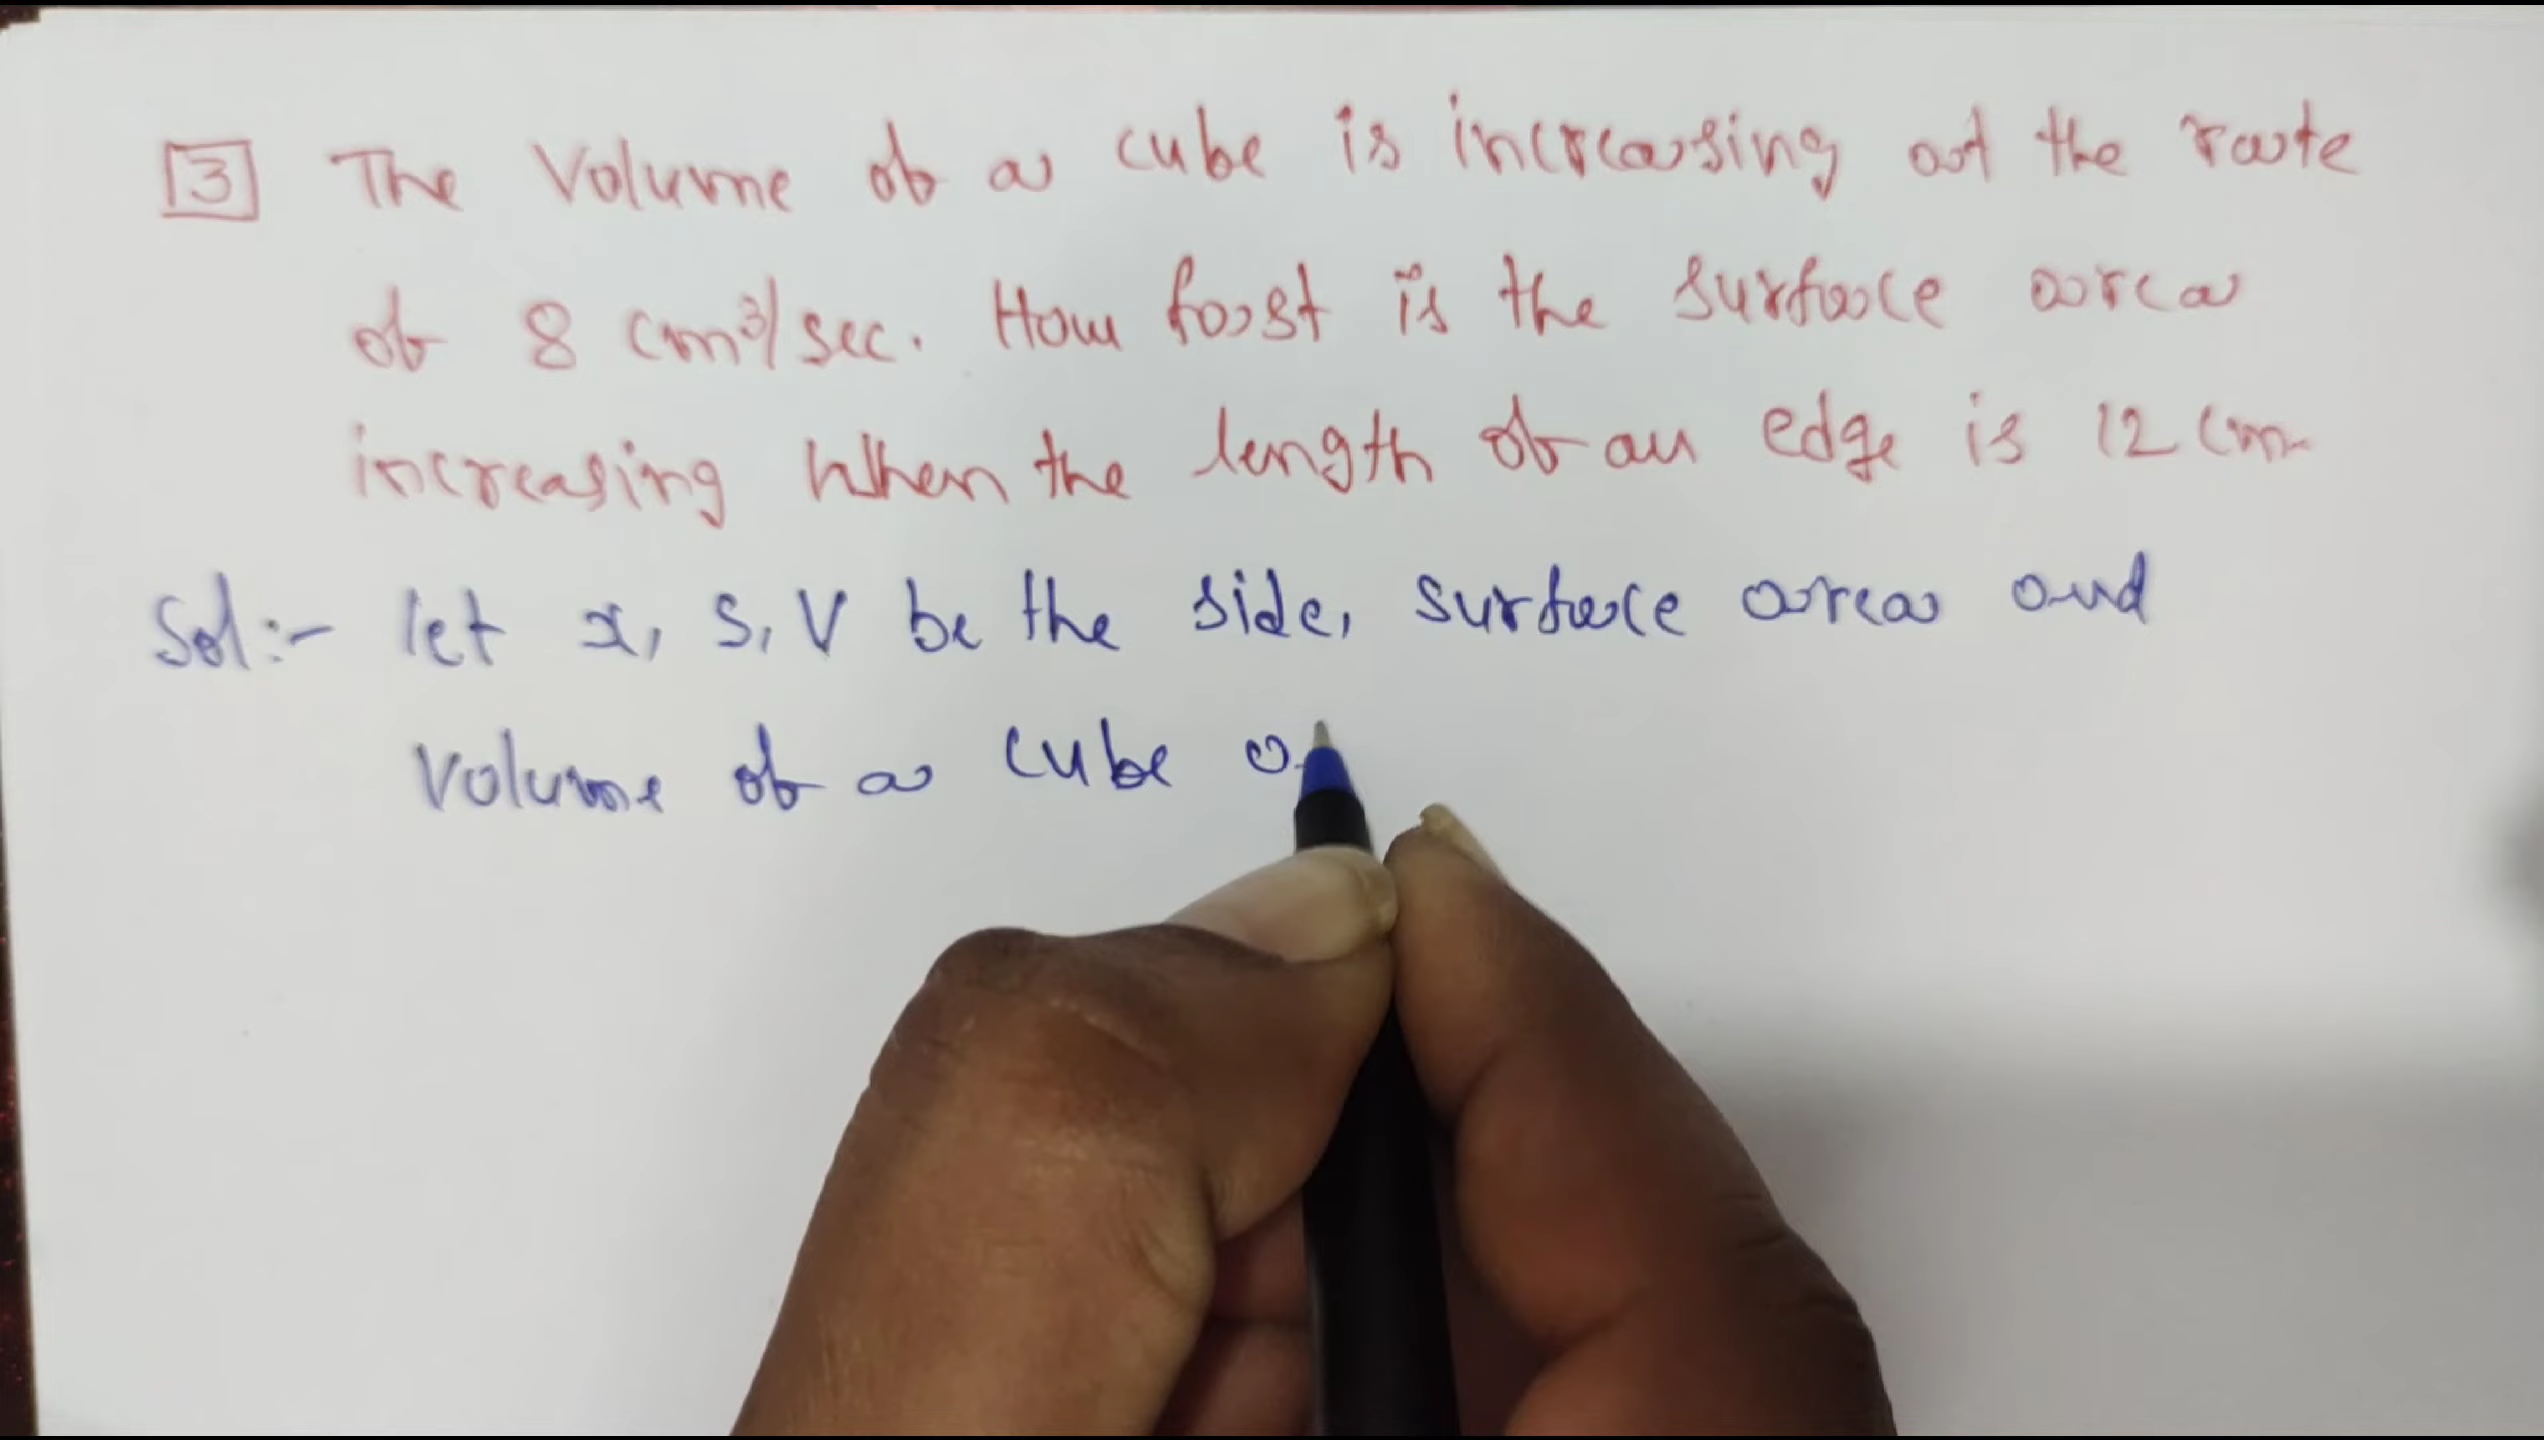 3 The Volume of a cube is increasing at the rate
of 8 cm³/sec. How fast is the surface area
increasing when the length of an edge is 12 cm
Sol:- let x, s, V be the side, surface area and
Volume of a cube